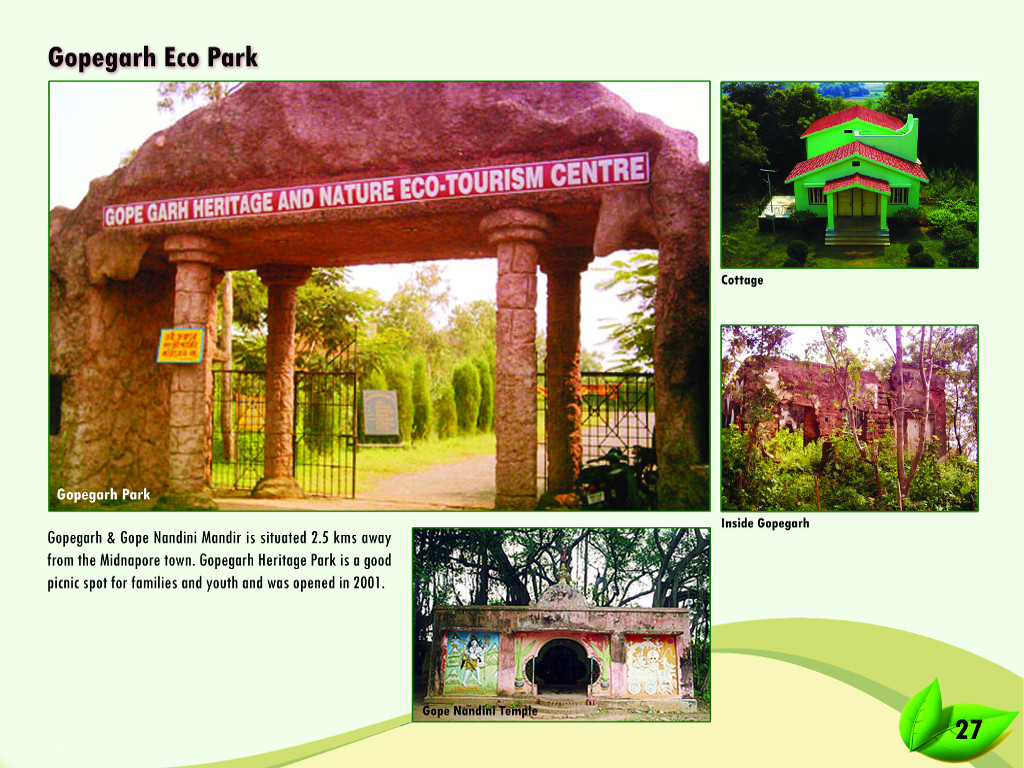 Gopegarh Eco Park
GOPE GARH HERITAGE AND NATURE ECO-TOURISM CENTRE
Gopegarh Park
Cottage
Inside Gopegarh
Gopegarh & Gope Nandini Mandir is situated 2.5 kms away
from the Midnapore town. Gopegarh Heritage Park is a good
picnic spot for families and youth and was opened in 2001.
Gope Nandini Temple
27